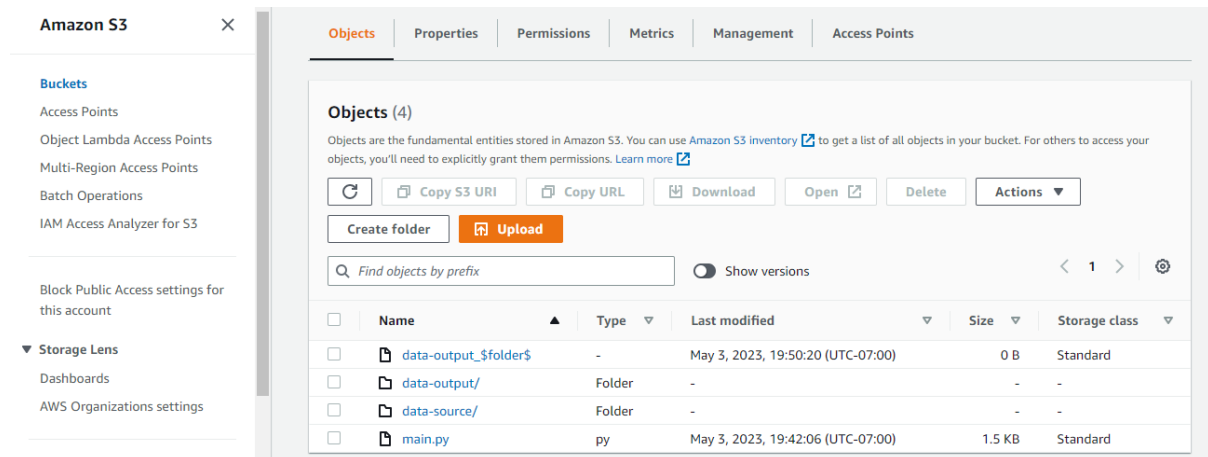 Amazon S3
Buckets
Access Points
Object Lambda Access Points
Multi-Region Access Points
Batch Operations
IAM Access Analyzer for S3
Block Public Access settings for
this account
Storage Lens
Dashboards
AWS Organizations settings
Objects Properties Permissions Metrics Management Access Points
Objects (4)
Objects are the fundamental entities stored in Amazon S3. You can use Amazon S3 inventory to get a list of all objects in your bucket. For others to access your
objects, you'll need to explicitly grant them permissions. Learn more
Copy S3 URI Copy URL Download Open Delete Actions
Create folder Upload
Find objects by prefix Show versions 1
Name Type Last modified Size Storage class
data-output_$folder$ - May 3, 2023, 19:50:20 (UTC-07:00) 0 B Standard
data-output/ Folder - - -
data-source/ Folder - - -
main.py py May 3, 2023, 19:42:06 (UTC-07:00) 1.5 KB Standard